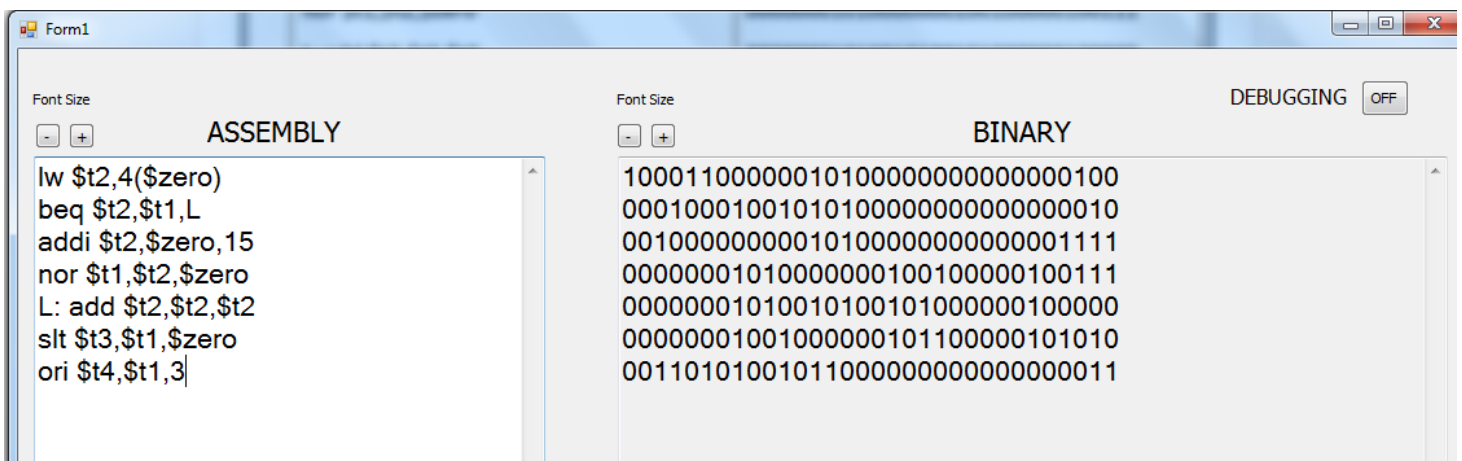 Form1
Font Size
- +
ASSEMBLY
lw $t2,4($zero)
beq $t2,$t1,L
addi $t2,$zero,15
nor $t1,$t2,$zero
L: add $t2,$t2,$t2
slt $t3,$t1,$zero
ori $t4,$t1,3
Font Size
- +
BINARY
DEBUGGING OFF
10001100000010100000000000000100
00010001001010100000000000000010
00100000000010100000000000001111
00000001010000000100100000100111
00000001010010100101000000100000
00000001001000000101100000101010
00110101001011000000000000000011